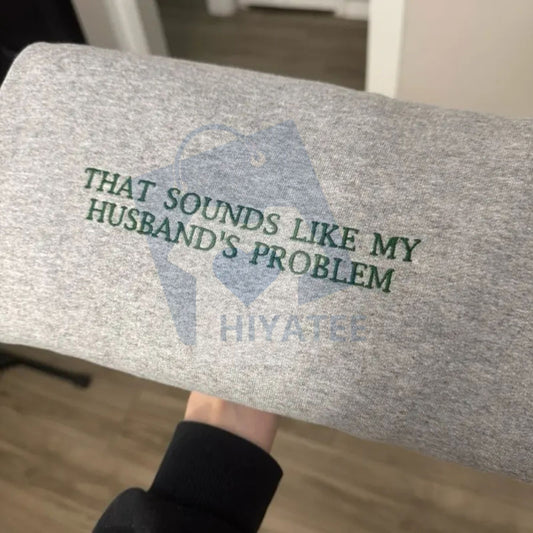 THAT SOUNDS LIKE MY
HUSBAND'S PROBLEM
HIYATEE